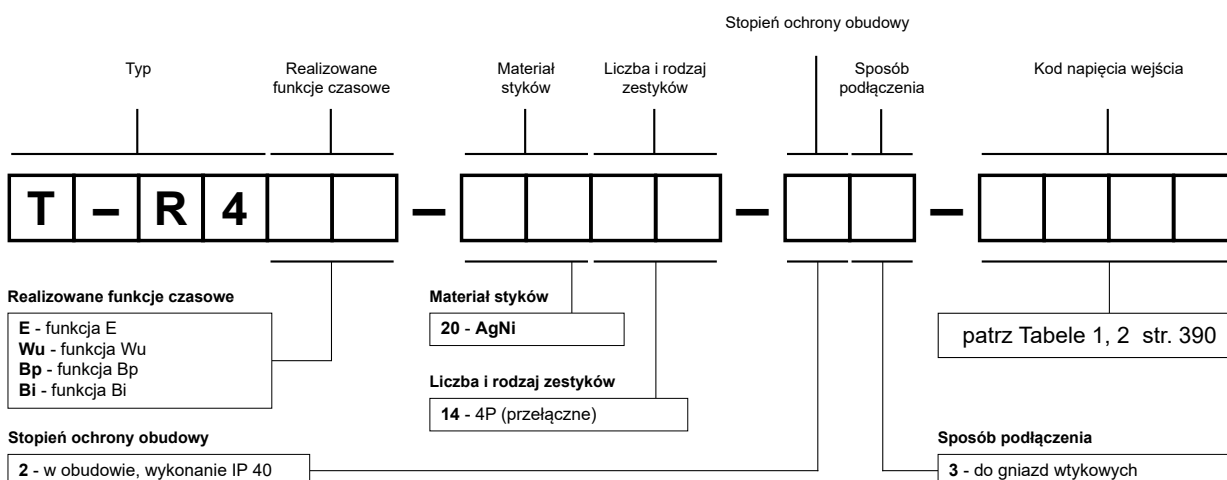 Stopień ochrony obudowy
Typ
Realizowane
funkcje czasowe
Materiał
styków
Liczba i rodzaj
zestyków
Sposób
podłączenia
Kod napięcia wejścia
T – R 4 – – –
Realizowane funkcje czasowe
E - funkcja E
Wu - funkcja Wu
Bp - funkcja Bp
Bi - funkcja Bi
Materiał styków
20 - AgNi
patrz Tabele 1, 2 str. 390
Liczba i rodzaj zestyków
14 - 4P (przełączne)
Stopień ochrony obudowy
2 - w obudowie, wykonanie IP 40
Sposób podłączenia
3 - do gniazd wtykowych